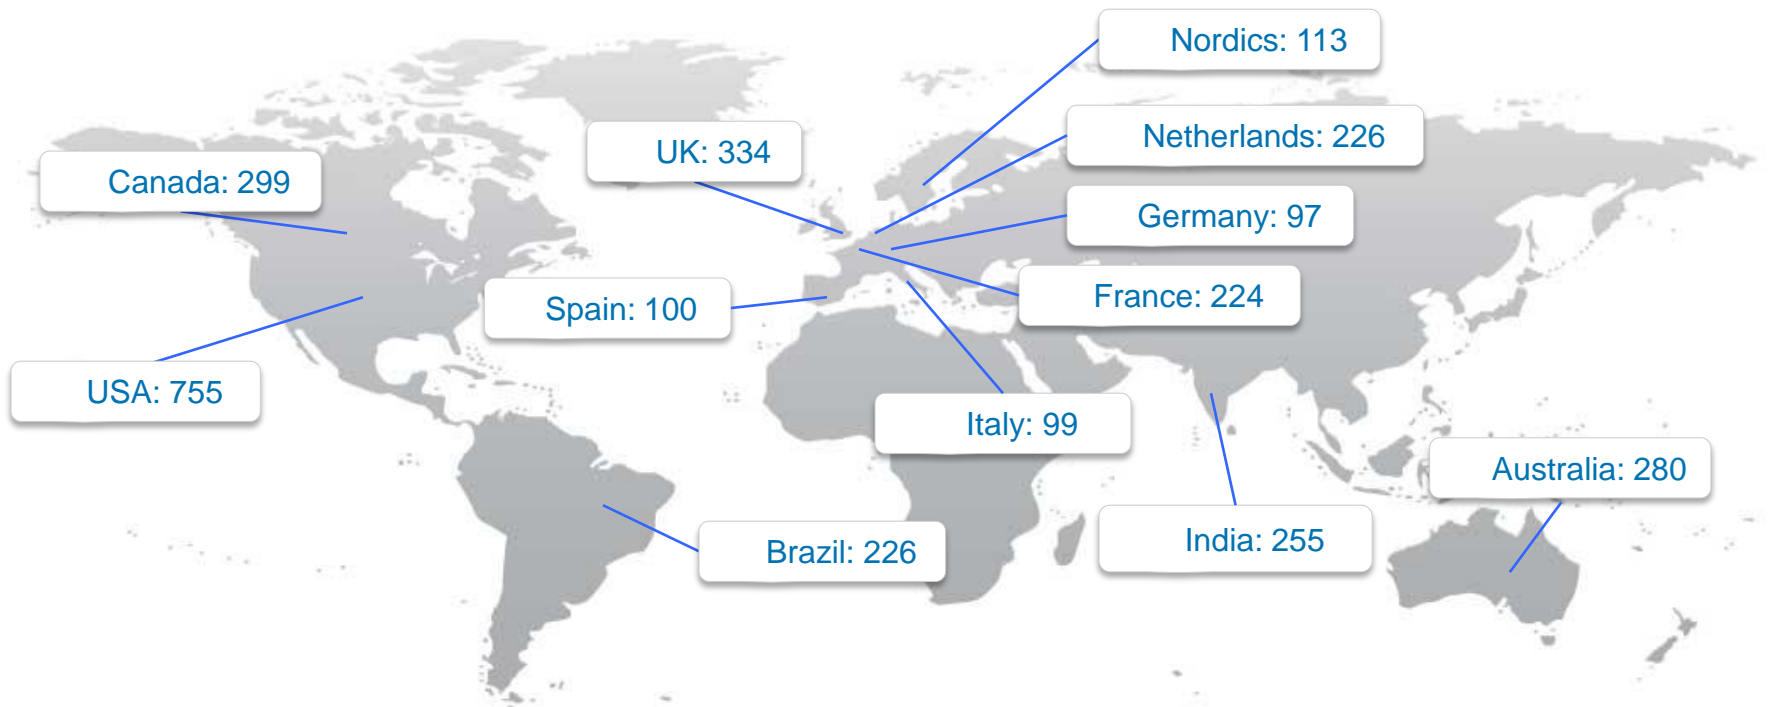 Nordics: 113
Netherlands: 226
UK: 334
Canada: 299
Germany: 97
France: 224
Spain: 100
USA: 755
Italy: 99
Australia: 280
India: 255
Brazil: 226